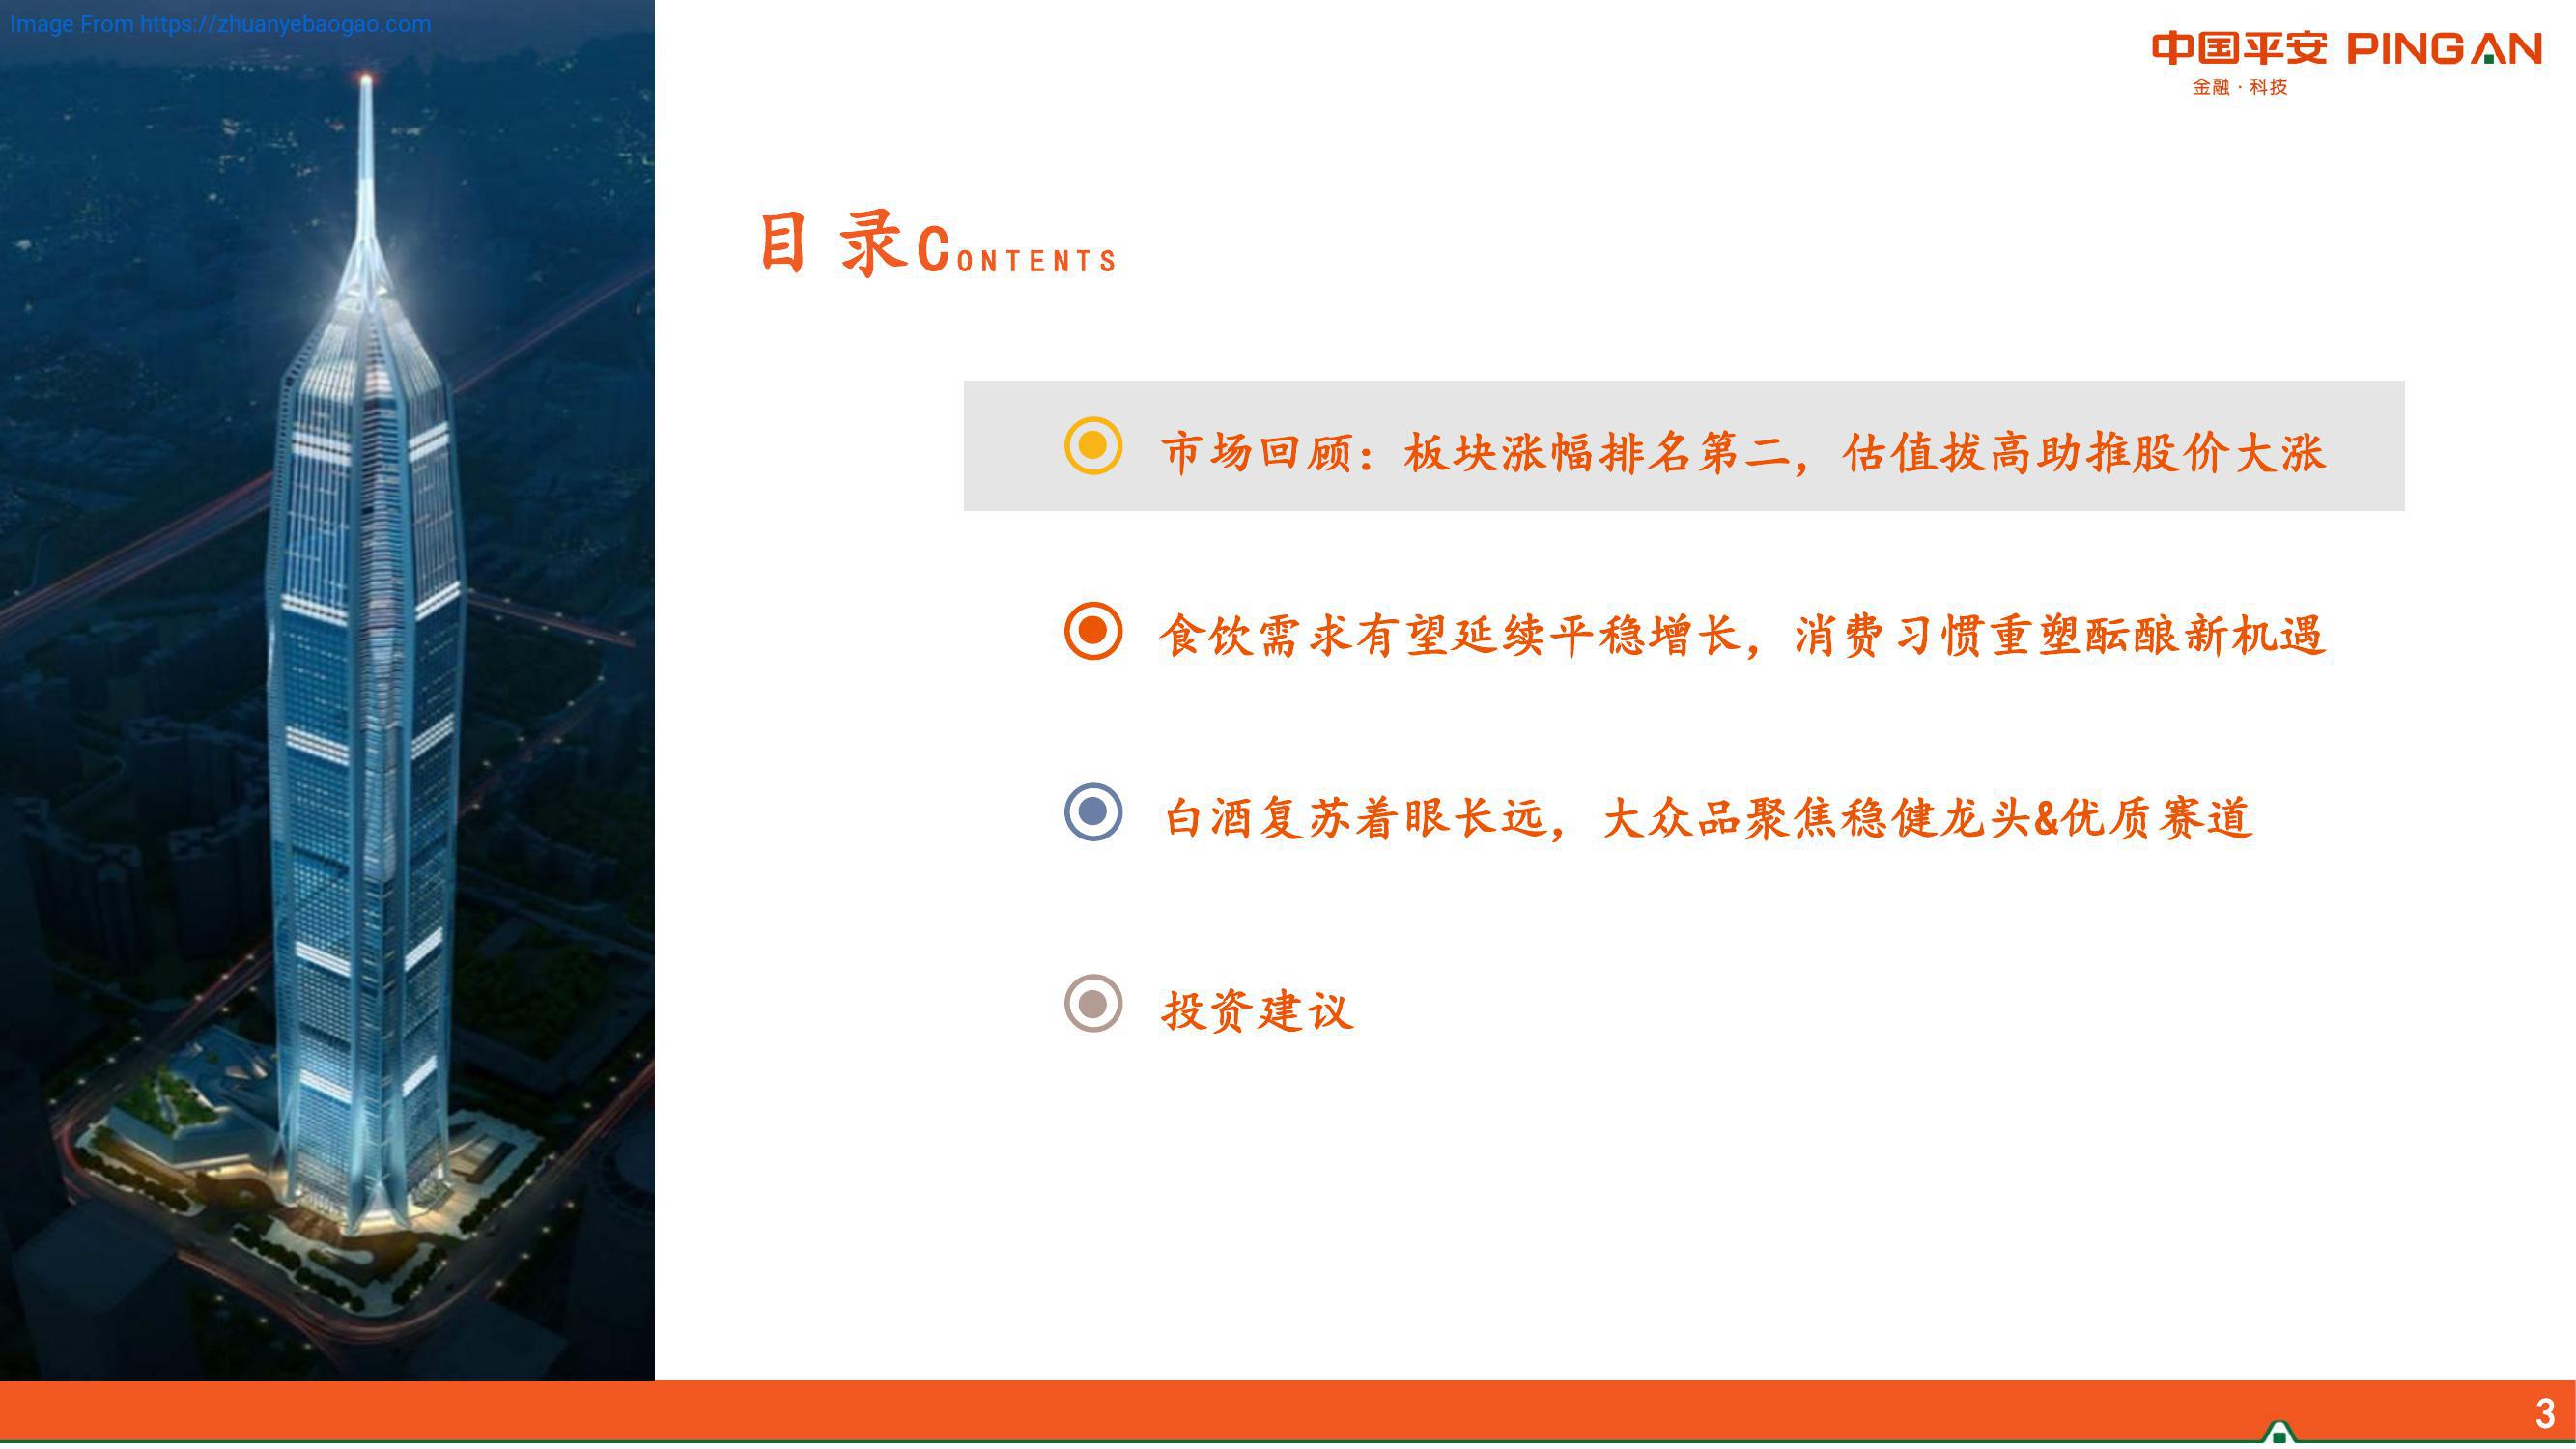 Image From https://zhuanyebaogao.com
中国平安 PINGAN
金融·科技
目录CONTENTS
市场回顾：板块涨幅排名第二，估值拔高助推股价大涨
食饮需求有望延续平稳增长，消费习惯重塑酝酿新机遇
白酒复苏着眼长远，大众品聚焦稳健龙头&优质赛道
投资建议
3